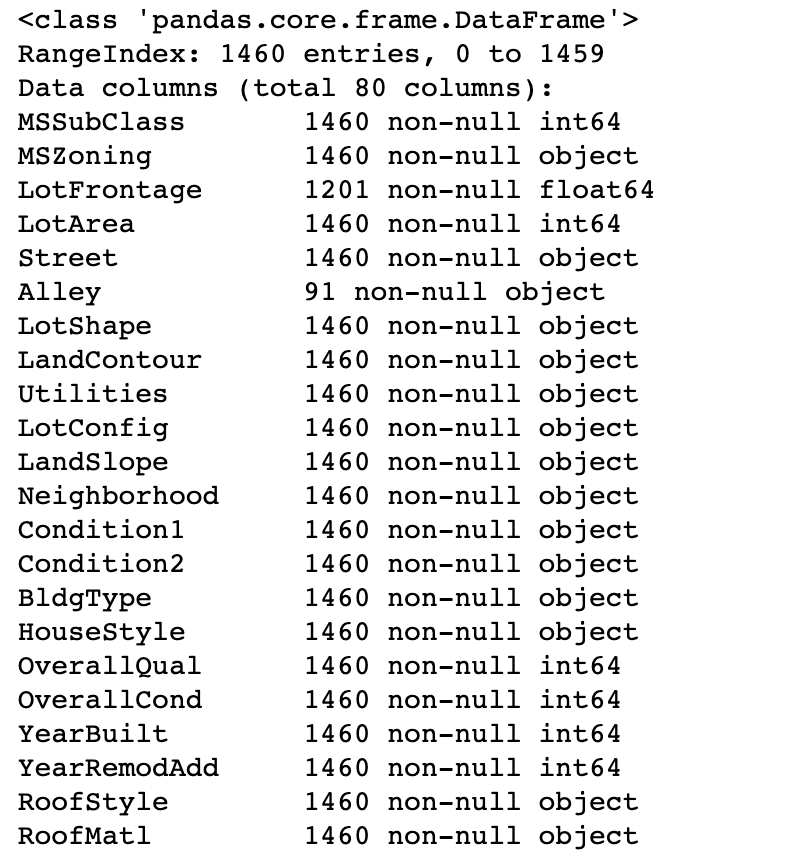 <class 'pandas.core.frame.DataFrame'>
RangeIndex: 1460 entries, 0 to 1459
Data columns (total 80 columns):
MSSubClass       1460 non-null int64
MSZoning         1460 non-null object
LotFrontage      1201 non-null float64
LotArea          1460 non-null int64
Street           1460 non-null object
Alley            91 non-null object
LotShape         1460 non-null object
LandContour      1460 non-null object
Utilities        1460 non-null object
LotConfig        1460 non-null object
LandSlope        1460 non-null object
Neighborhood     1460 non-null object
Condition1       1460 non-null object
Condition2       1460 non-null object
BldgType         1460 non-null object
HouseStyle       1460 non-null object
OverallQual      1460 non-null int64
OverallCond      1460 non-null int64
YearBuilt        1460 non-null int64
YearRemodAdd     1460 non-null int64
RoofStyle        1460 non-null object
RoofMatl         1460 non-null object